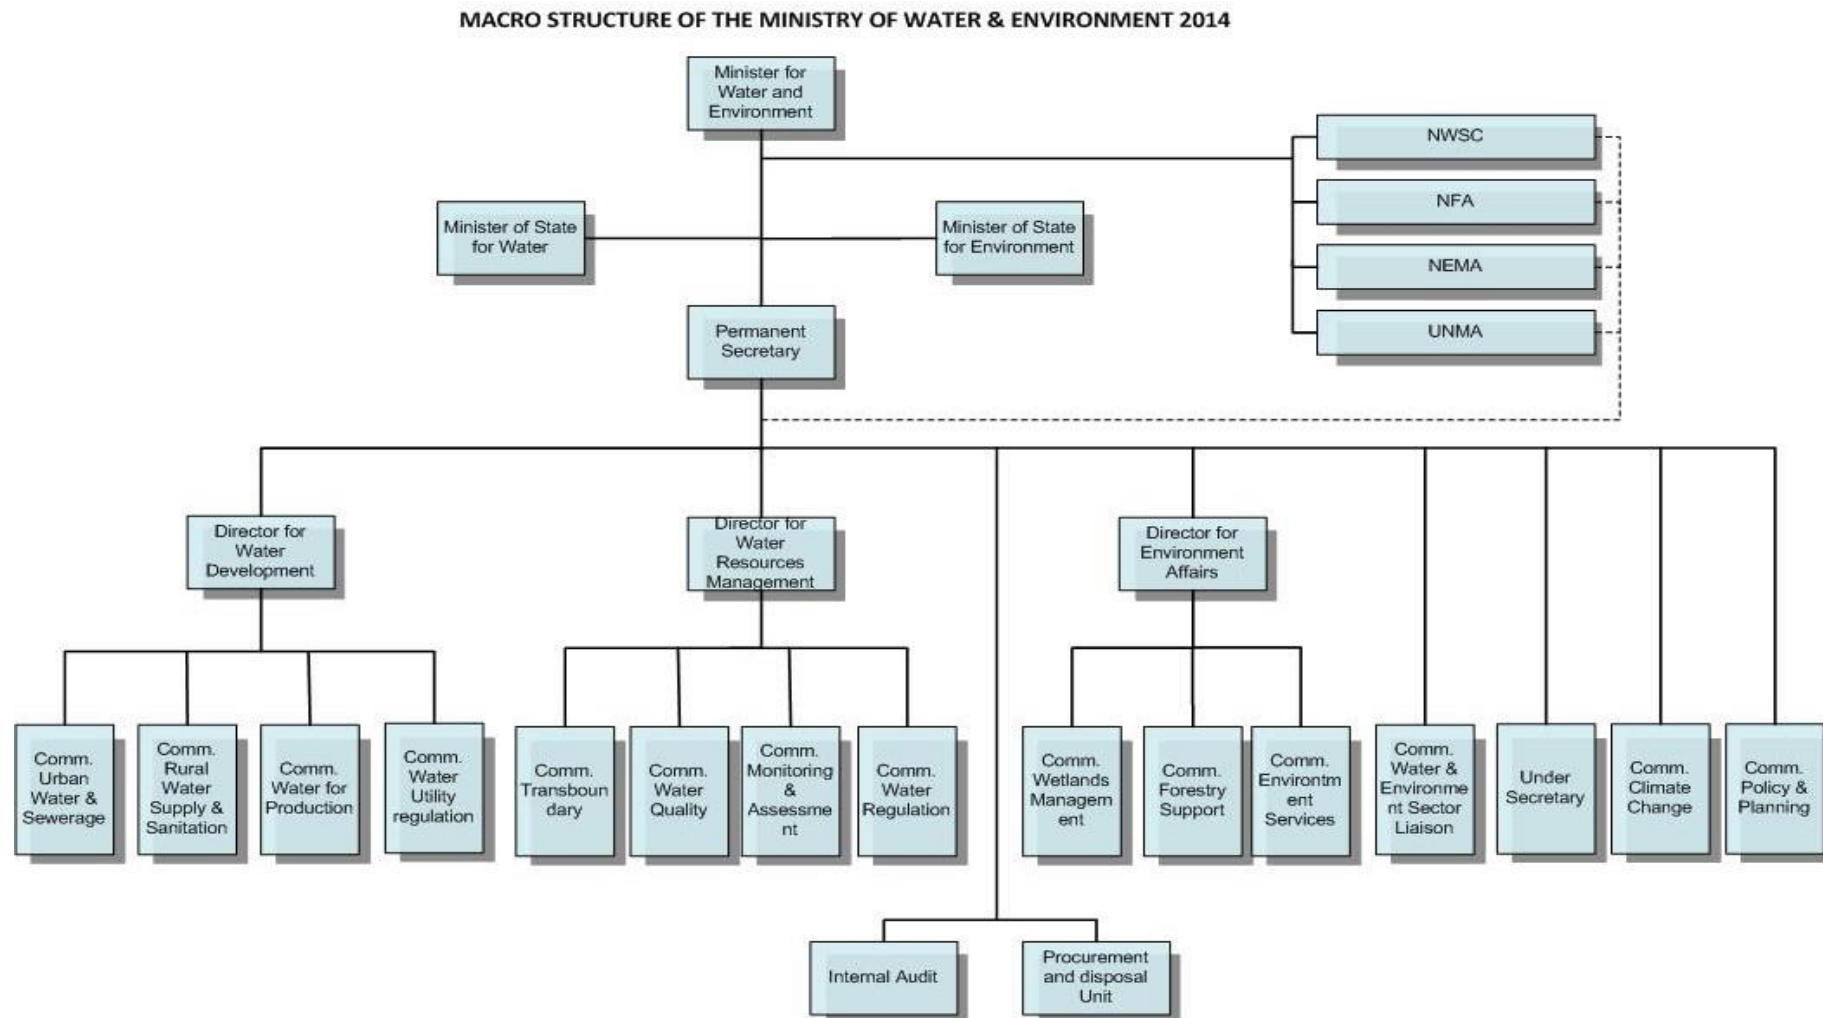 MACRO STRUCTURE OF THE MINISTRY OF WATER & ENVIRONMENT 2014
Minister for
Water and
Environment
NWSC
NFA
NEMA
UNMA
Minister of State
for Water
Minister of State
for Environment
Permanent
Secretary
Director for
Water
Development
Director for
Water
Resources
Management
Director for
Environment
Affairs
Comm.
Urban
Water &
Sewerage
Comm.
Rural
Water
Supply &
Sanitation
Comm.
Water for
Production
Comm.
Water
Utility
regulation
Comm.
Transboun
dary
Comm.
Water
Quality
Comm.
Monitoring
&
Assessme
nt
Comm.
Water
Regulation
Comm.
Wetlands
Managem
ent
Comm.
Forestry
Support
Comm.
Environtm
ent
Services
Comm.
Water &
Environme
nt Sector
Liaison
Under
Secretary
Comm.
Climate
Change
Comm.
Policy &
Planning
Internal Audit
Procurement
and disposal
Unit